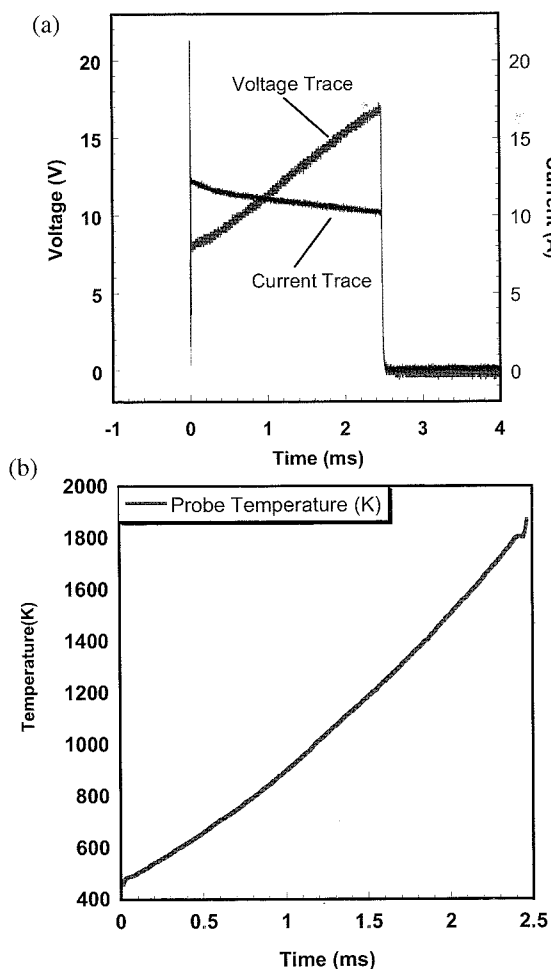 (a)
20
15
10
5
0
Voltage (V)
Voltage Trace
Current Trace
20
15
10
5
0
-1 0 1 2 3 4
Time (ms)
(b)
2000
1800
1600
1400
1200
1000
800
600
400
Temperature(K)
Probe Temperature (K)
0 0.5 1 1.5 2 2.5
Time (ms)